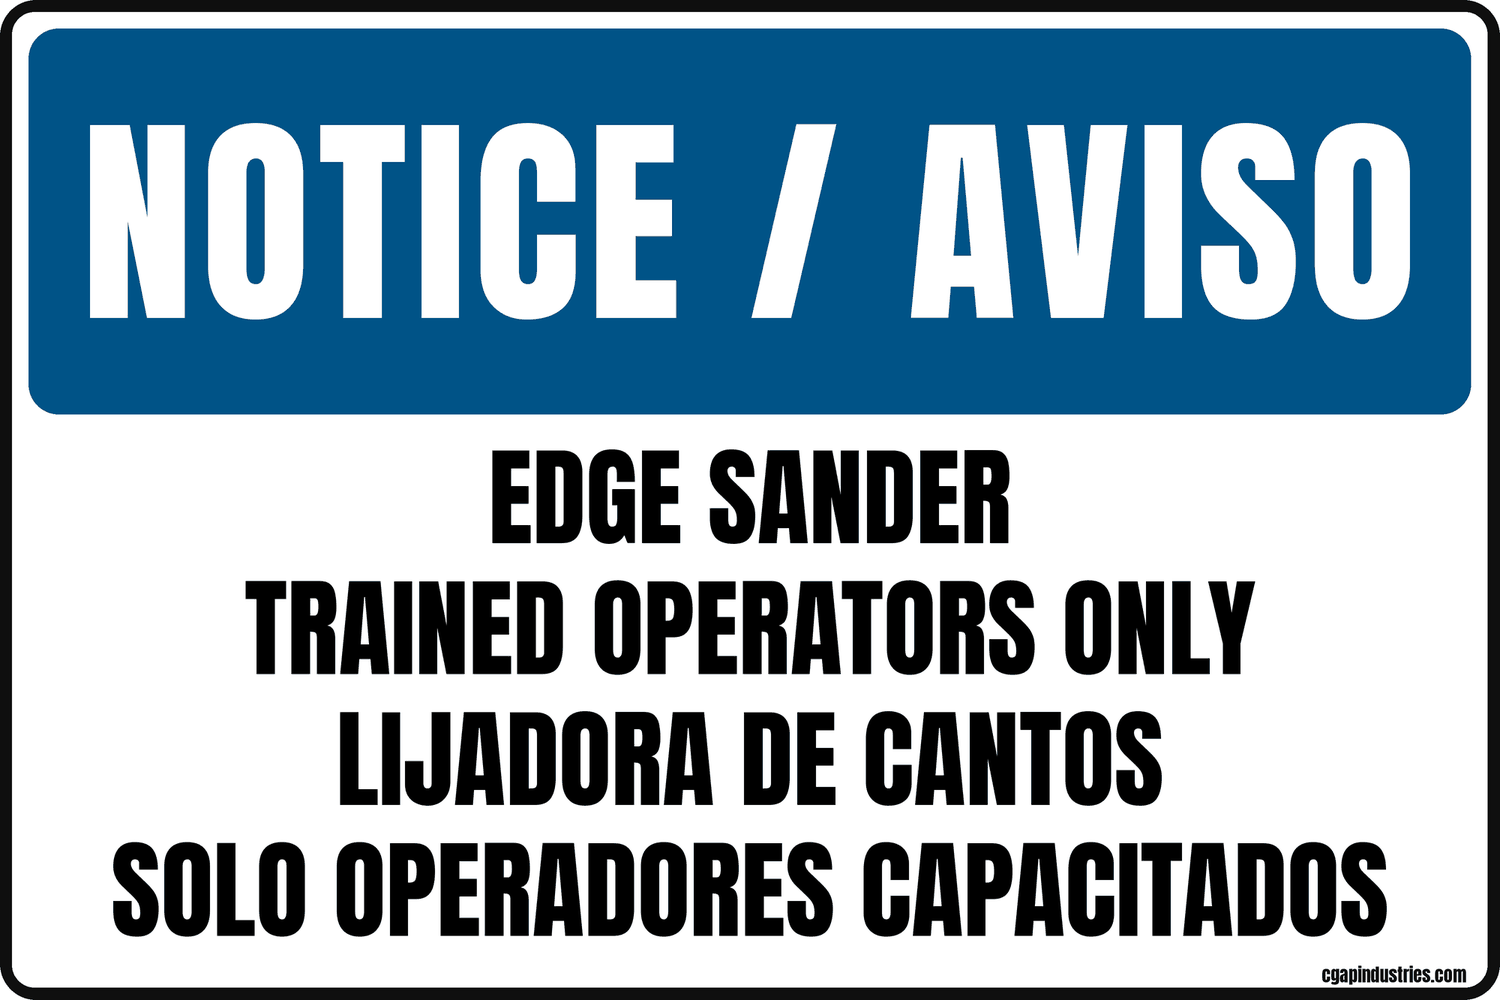 NOTICE / AVISO
EDGE SANDER
TRAINED OPERATORS ONLY
LIJADORA DE CANTOS
SOLO OPERADORES CAPACITADOS
cgapindustries.com